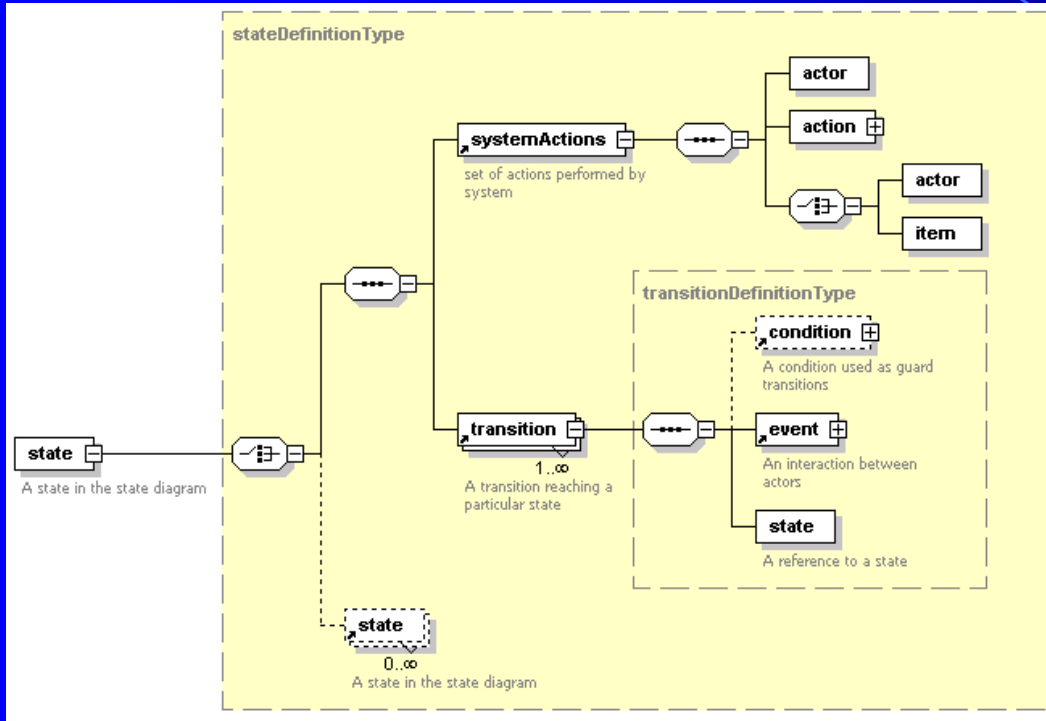 stateDefinitionType
actor
systemActions
action
set of actions performed by
system
actor
item
transitionDefinitionType
condition
A condition used as guard
transitions
transition
event
1..∞
An interaction between
actors
A transition reaching a
particular state
state
A state in the state diagram
state
A reference to a state
state
0..∞
A state in the state diagram